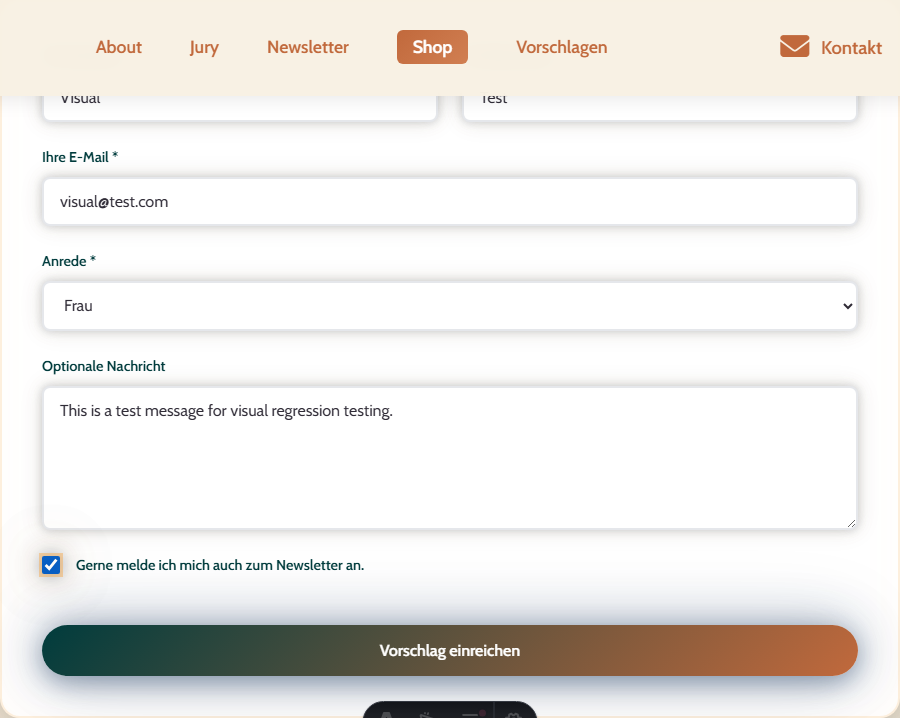 About Jury Newsletter Shop Vorschlagen Kontakt
Visual Test
Ihre E-Mail *
visual@test.com
Anrede *
Frau
Optionale Nachricht
This is a test message for visual regression testing.
Gerne melde ich mich auch zum Newsletter an.
Vorschlag einreichen